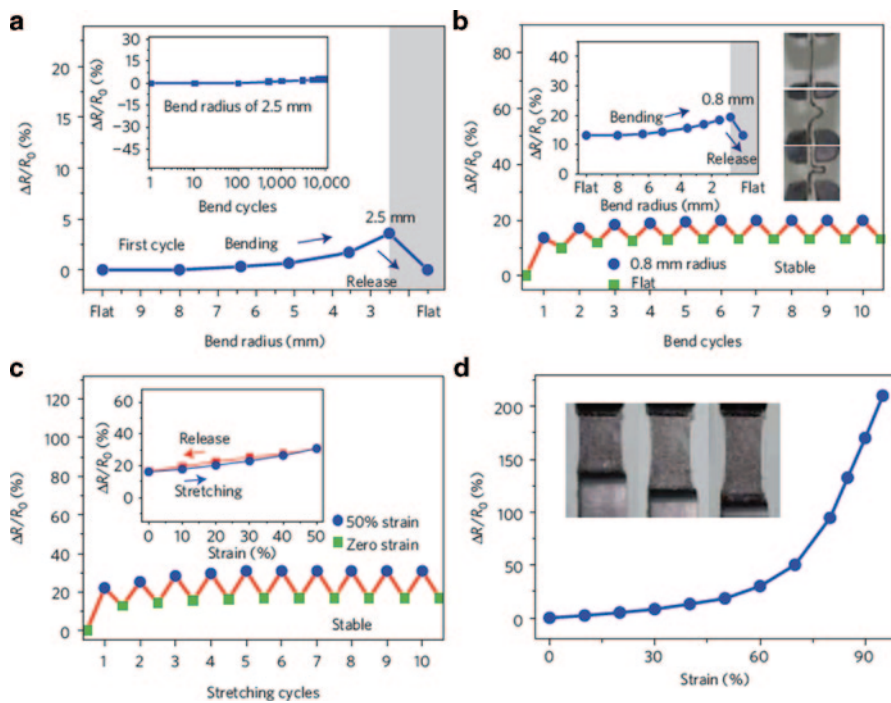 a
ΔR/R0 (%)
20
15
10
5
0
30
15
0
−15
−30
−45
ΔR/R0 (%)
Bend radius of 2.5 mm
1
10
100
1,000
10,000
Bend cycles
2.5 mm
First cycle
Bending
Release
Flat
9
8
7
6
5
4
3
Flat
Bend radius (mm)
b
ΔR/R0 (%)
80
60
40
20
0
40
30
20
10
0
ΔR/R0 (%)
0.8 mm
Bending
Release
Flat
8
6
4
2
Flat
Bend radius (mm)
0.8 mm radius
Flat
Stable
1
2
3
4
5
6
7
8
9
10
Bend cycles
c
ΔR/R0 (%)
120
100
80
60
40
20
0
60
40
20
0
ΔR/R0 (%)
Release
Stretching
0
10
20
30
40
50
Strain (%)
50% strain
Zero strain
Stable
1
2
3
4
5
6
7
8
9
10
Stretching cycles
d
ΔR/R0 (%)
200
150
100
50
0
0
30
60
90
Strain (%)